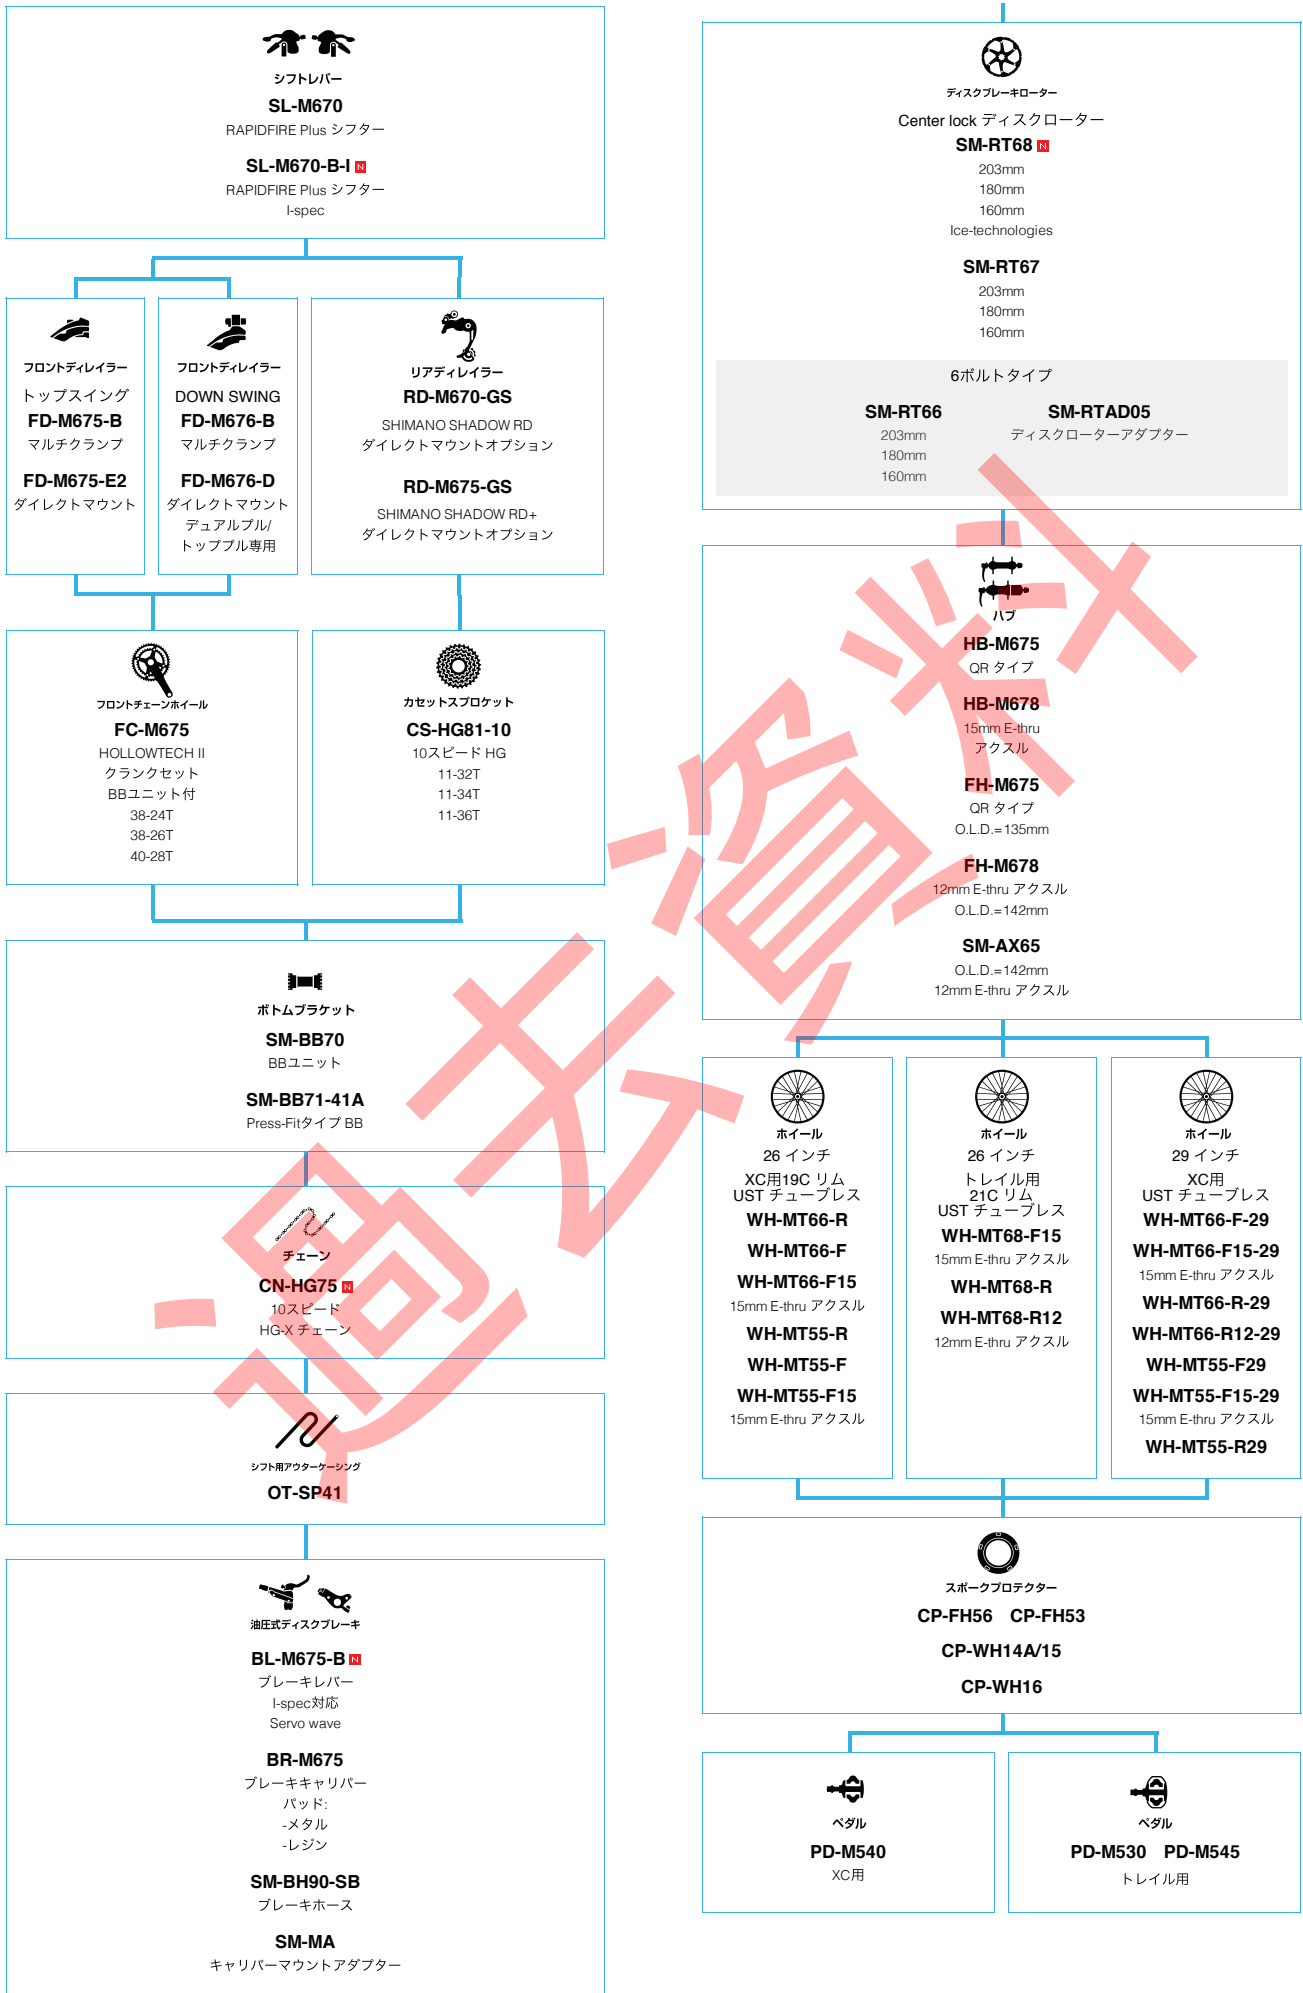 シフトレバー
SL-M670
RAPIDFIRE Plus シフター
SL-M670-B-I N
RAPIDFIRE Plus シフター
I-spec
フロントディレイラー
トップスイング
FD-M675-B
マルチクランプ
FD-M675-E2
ダイレクトマウント
フロントディレイラー
DOWN SWING
FD-M676-B
マルチクランプ
FD-M676-D
ダイレクトマウント
デュアルプル/
トッププル専用
リアディレイラー
RD-M670-GS
SHIMANO SHADOW RD
ダイレクトマウントオプション
RD-M675-GS
SHIMANO SHADOW RD+
ダイレクトマウントオプション
フロントチェーンホイール
FC-M675
HOLLOWTECH II
クランクセット
BBユニット付
38-24T
38-26T
40-28T
カセットスプロケット
CS-HG81-10
10スピード HG
11-32T
11-34T
11-36T
ボトムブラケット
SM-BB70
BBユニット
SM-BB71-41A
Press-Fitタイプ BB
チェーン
CN-HG75 N
10スピード
HG-X チェーン
シフト用アウターケーシング
OT-SP41
油圧式ディスクブレーキ
BL-M675-B N
ブレーキレバー
I-spec対応
Servo wave
BR-M675
ブレーキキャリパー
パッド:
-メタル
-レジン
SM-BH90-SB
ブレーキホース
SM-MA
キャリパーマウントアダプター
ディスクブレーキローター
Center lock ディスクローター
SM-RT68 N
203mm
180mm
160mm
Ice-technologies
SM-RT67
203mm
180mm
160mm
6ボルトタイプ
SM-RT66
203mm
180mm
160mm
SM-RTAD05
ディスクローターアダプター
ハブ
HB-M675
QR タイプ
HB-M678
15mm E-thru
アクスル
FH-M675
QR タイプ
O.L.D.=135mm
FH-M678
12mm E-thru アクスル
O.L.D.=142mm
SM-AX65
O.L.D.=142mm
12mm E-thru アクスル
ホイール
26 インチ
XC用19C リム
UST チューブレス
WH-MT66-R
WH-MT66-F
WH-MT66-F15
15mm E-thru アクスル
WH-MT55-R
WH-MT55-F
WH-MT55-F15
15mm E-thru アクスル
ホイール
26 インチ
トレイル用
21C リム
UST チューブレス
WH-MT68-F15
15mm E-thru アクスル
WH-MT68-R
WH-MT68-R12
12mm E-thru アクスル
ホイール
29 インチ
XC用
UST チューブレス
WH-MT66-F-29
WH-MT66-F15-29
15mm E-thru アクスル
WH-MT66-R-29
WH-MT66-R12-29
WH-MT55-F29
WH-MT55-F15-29
15mm E-thru アクスル
WH-MT55-R29
スポークプロテクター
CP-FH56 CP-FH53
CP-WH14A/15
CP-WH16
ペダル
PD-M540
XC用
ペダル
PD-M530 PD-M545
トレイル用
過去資料